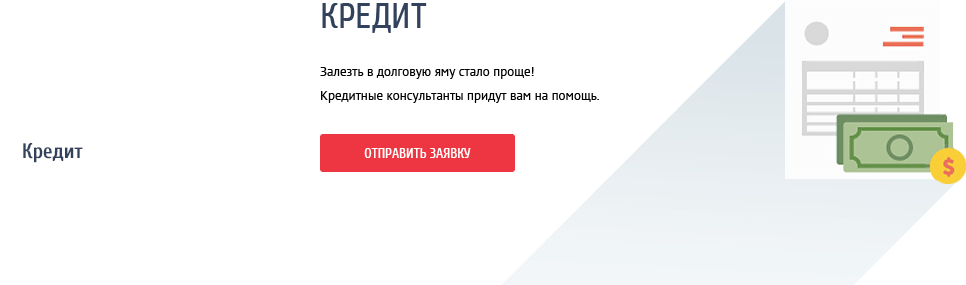 КРЕДИТ
Залезть в долговую яму стало проще!
Кредитные консультанты придут вам на помощь.
Кредит
ОТПРАВИТЬ ЗАЯВКУ
$